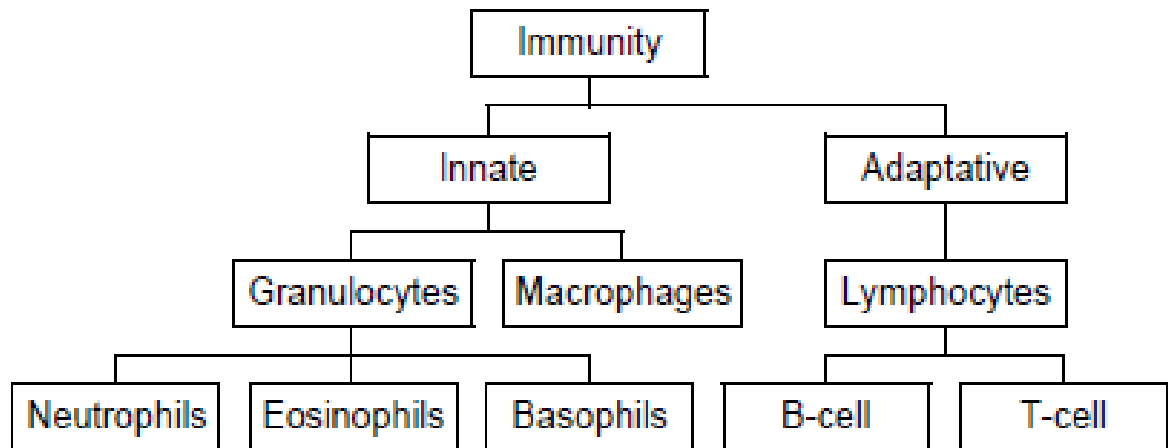 Immunity
Innate
Adaptative
Granulocytes
Macrophages
Lymphocytes
Neutrophils
Eosinophils
Basophils
B-cell
T-cell